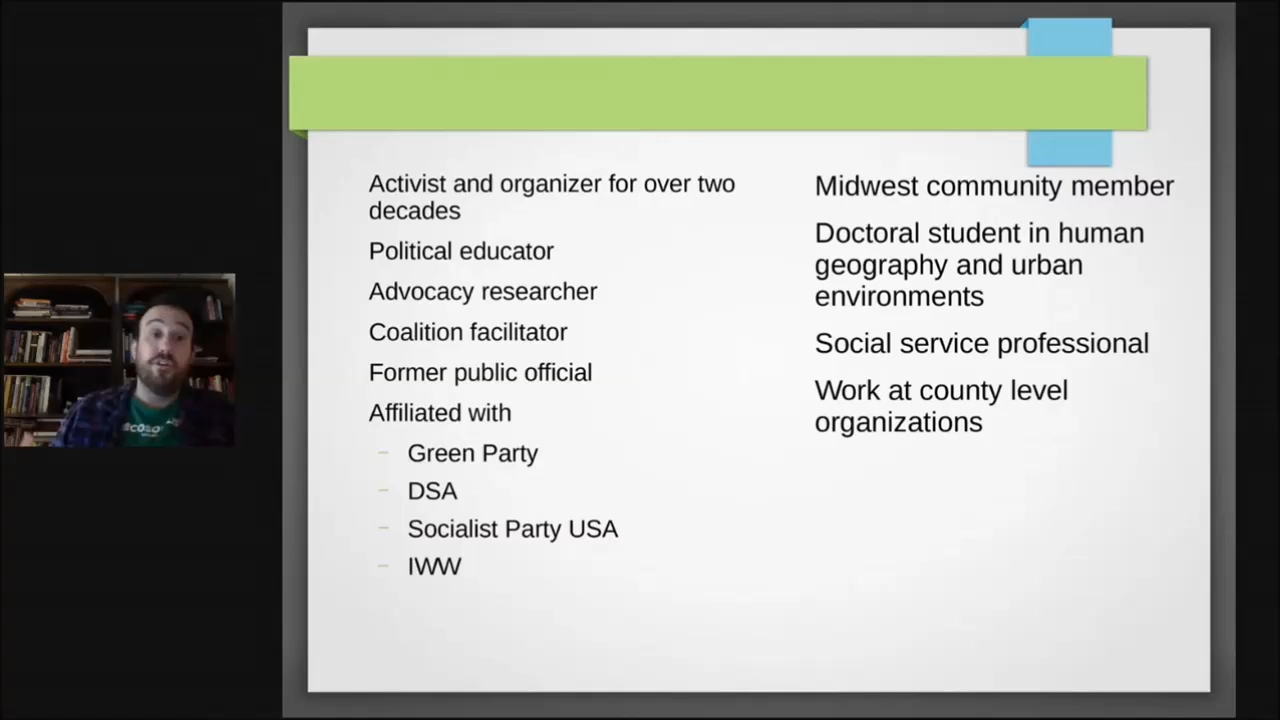 Activist and organizer for over two
decades
Political educator
Advocacy researcher
Coalition facilitator
Former public official
Affiliated with
– Green Party
– DSA
– Socialist Party USA
– IWW
Midwest community member
Doctoral student in human
geography and urban
environments
Social service professional
Work at county level
organizations